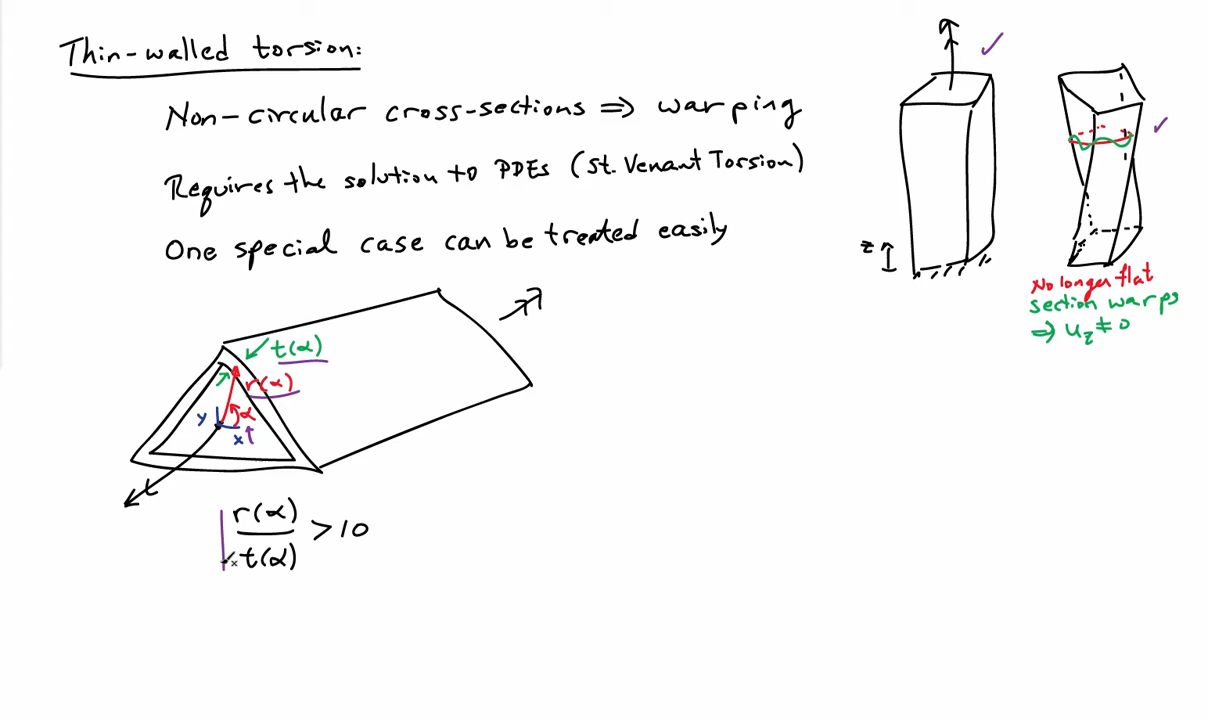 Thin-walled torsion:
Non-circular cross-sections ⇒ warping
Requires the solution to PDEs (St. Venant Torsion)
One special case can be treated easily
z
No longer flat
section warps
⇒ u_z ≠ 0
t(α)
r(α)
α
y
x
t
r(α)
t(α)
> 10